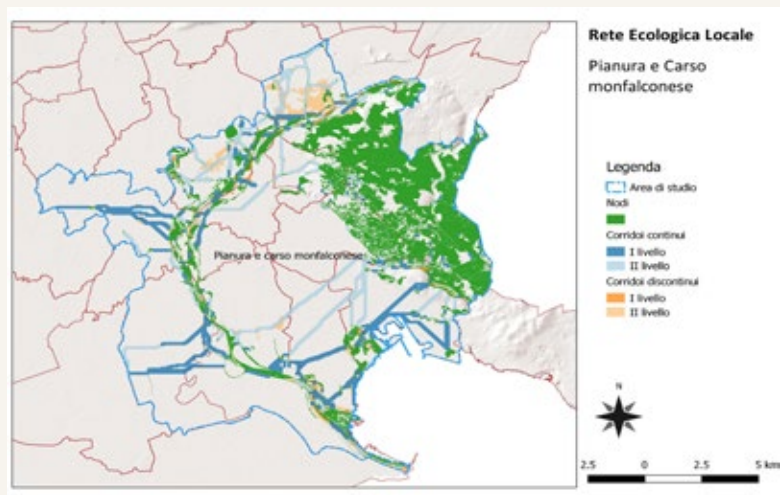 Rete Ecologica Locale
Pianura e Carso
monfalconese
Legenda
Area di studio
Nodi
Corridoi continui
I livello
II livello
Corridoi discontinui
I livello
II livello
Pianura e carso monfalconese
N
2.5 0 2.5 5 km